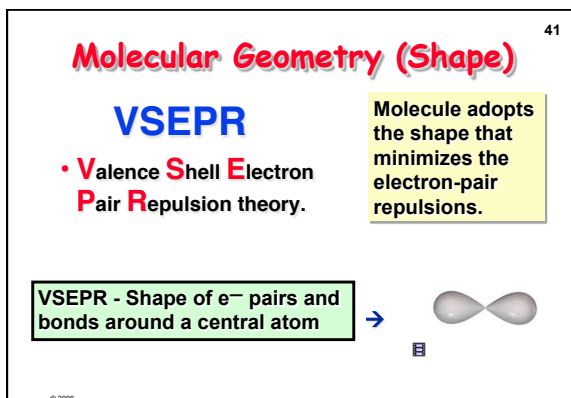 41
Molecular Geometry (Shape)
VSEPR
• Valence Shell Electron
Pair Repulsion theory.
Molecule adopts
the shape that
minimizes the
electron-pair
repulsions.
VSEPR - Shape of e– pairs and
bonds around a central atom
→